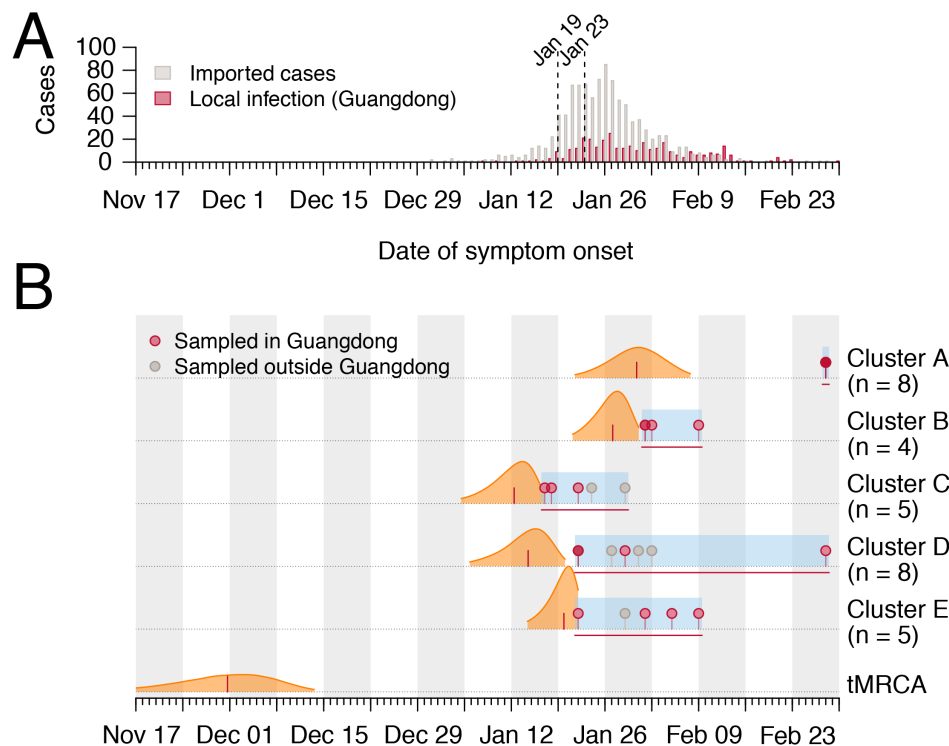 A
Jan 19
Jan 23
Cases
100
80
60
40
20
0
Imported cases
Local infection (Guangdong)
Nov 17 Dec 1 Dec 15 Dec 29 Jan 12 Jan 26 Feb 9 Feb 23
Date of symptom onset
B
Sampled in Guangdong
Sampled outside Guangdong
Cluster A
(n = 8)
Cluster B
(n = 4)
Cluster C
(n = 5)
Cluster D
(n = 8)
Cluster E
(n = 5)
tMRCA
Nov 17 Dec 01 Dec 15 Dec 29 Jan 12 Jan 26 Feb 09 Feb 23